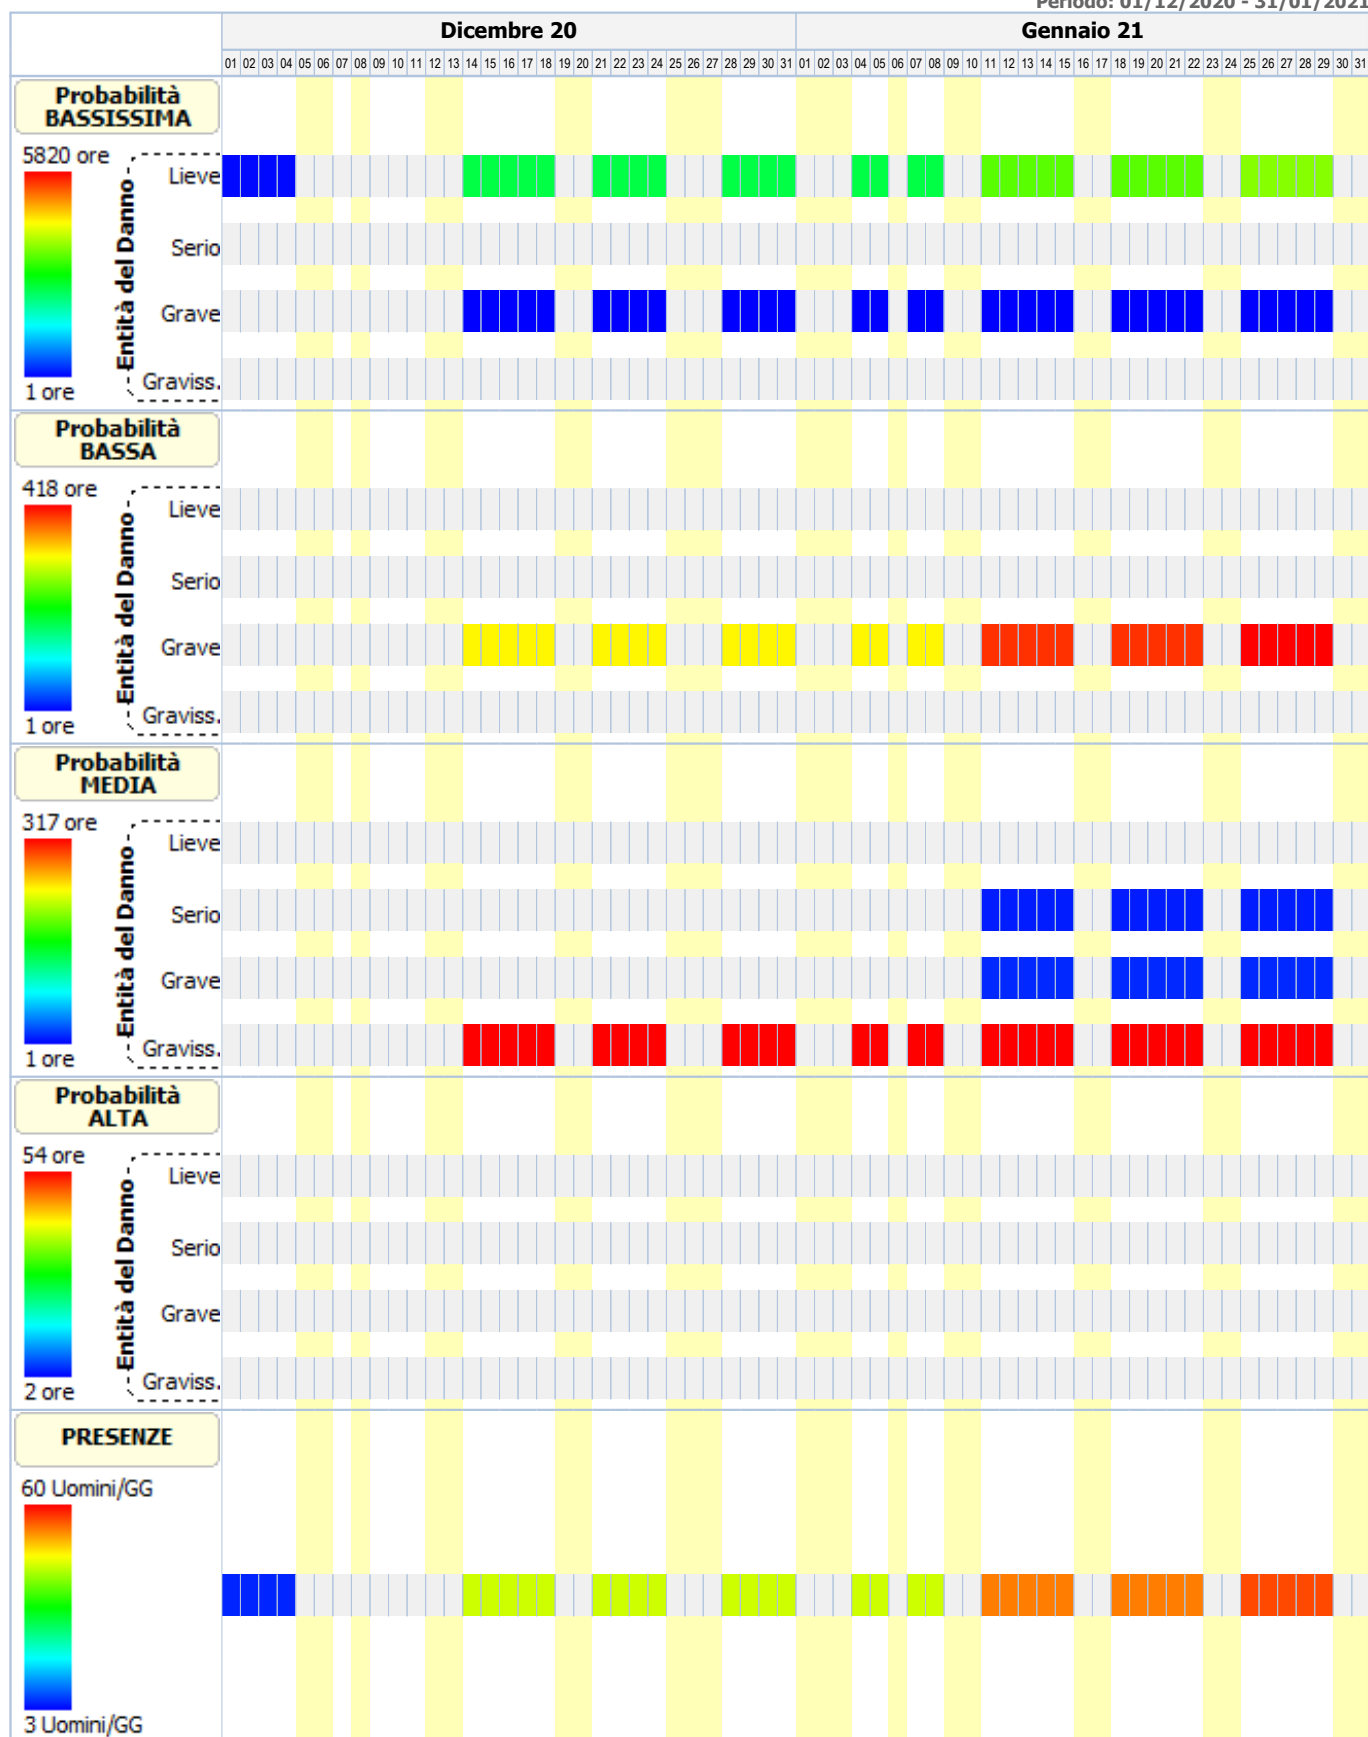 Periodo: 01/12/2020 - 31/01/2021
Dicembre 20 Gennaio 21
01 02 03 04 05 06 07 08 09 10 11 12 13 14 15 16 17 18 19 20 21 22 23 24 25 26 27 28 29 30 31 01 02 03 04 05 06 07 08 09 10 11 12 13 14 15 16 17 18 19 20 21 22 23 24 25 26 27 28 29 30 31
Probabilità
BASSISSIMA
5820 ore
Entità del Danno
Lieve
Serio
Grave
Graviss.
1 ore
Probabilità
BASSA
418 ore
Entità del Danno
Lieve
Serio
Grave
Graviss.
1 ore
Probabilità
MEDIA
317 ore
Entità del Danno
Lieve
Serio
Grave
Graviss.
1 ore
Probabilità
ALTA
54 ore
Entità del Danno
Lieve
Serio
Grave
Graviss.
2 ore
PRESENZE
60 Uomini/GG
3 Uomini/GG